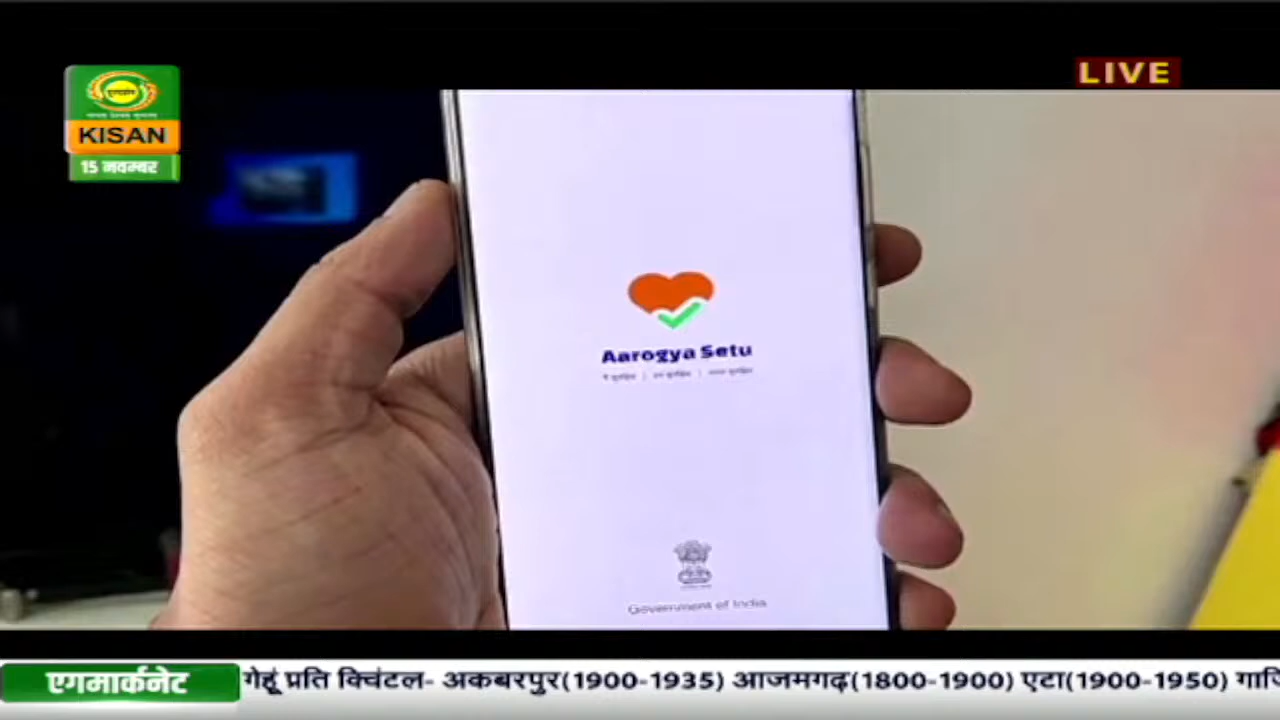 LIVE
KISAN
15 नवम्बर
Aarogya Setu
Government of India
एगमार्कनेट
गेहूं प्रति क्विंटल- अकबरपुर(1900-1935) आजमगढ़(1800-1900) एटा(1900-1950)